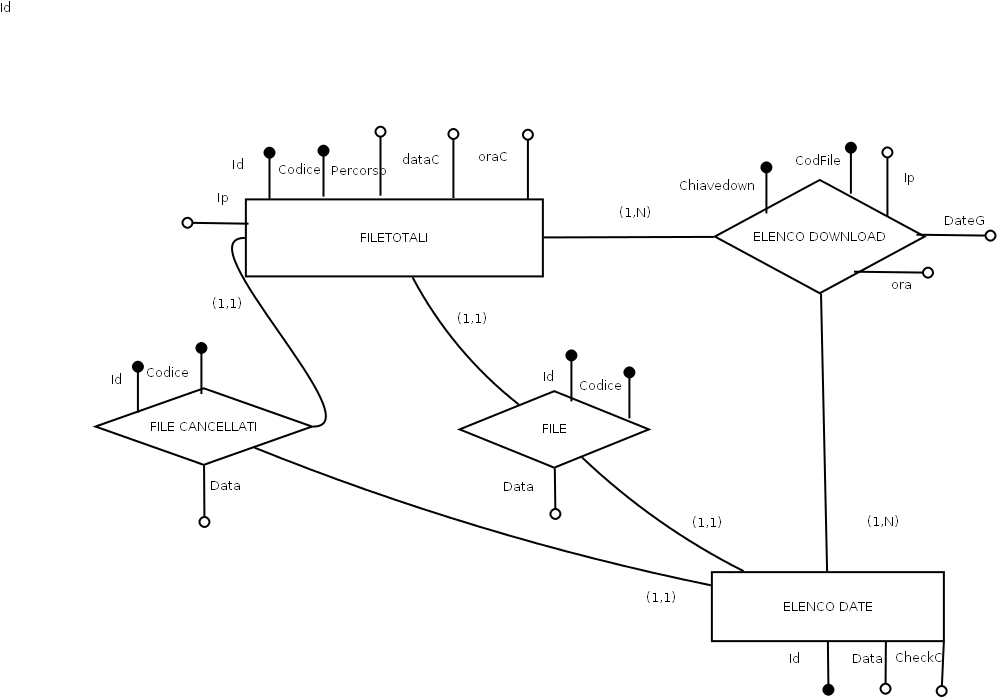 Id
dataC
oraC
Id
Codice
Percorso
CodFile
Chiavedown
Ip
Ip
DateG
(1,N)
FILETOTALI
ELENCO DOWNLOAD
ora
(1,1)
(1,1)
Id
Codice
Id
Codice
FILE CANCELLATI
FILE
Data
Data
(1,1)
(1,N)
(1,1)
ELENCO DATE
Id
Data
CheckC